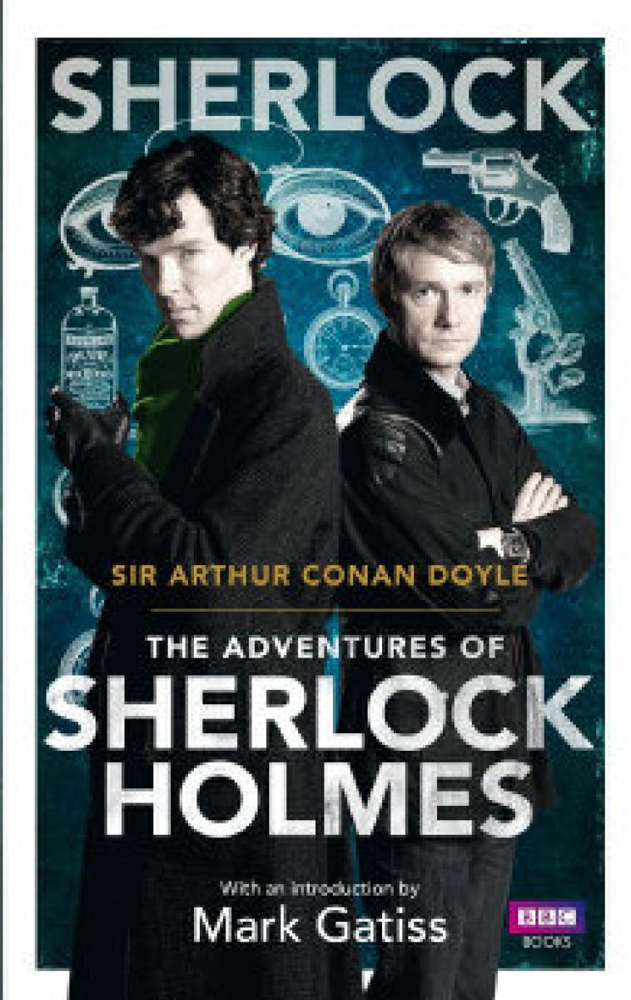 SHERLOCK
SIR ARTHUR CONAN DOYLE
THE ADVENTURES OF
SHERLOCK
HOLMES
With an introduction by
Mark Gatiss
BBC
BOOKS